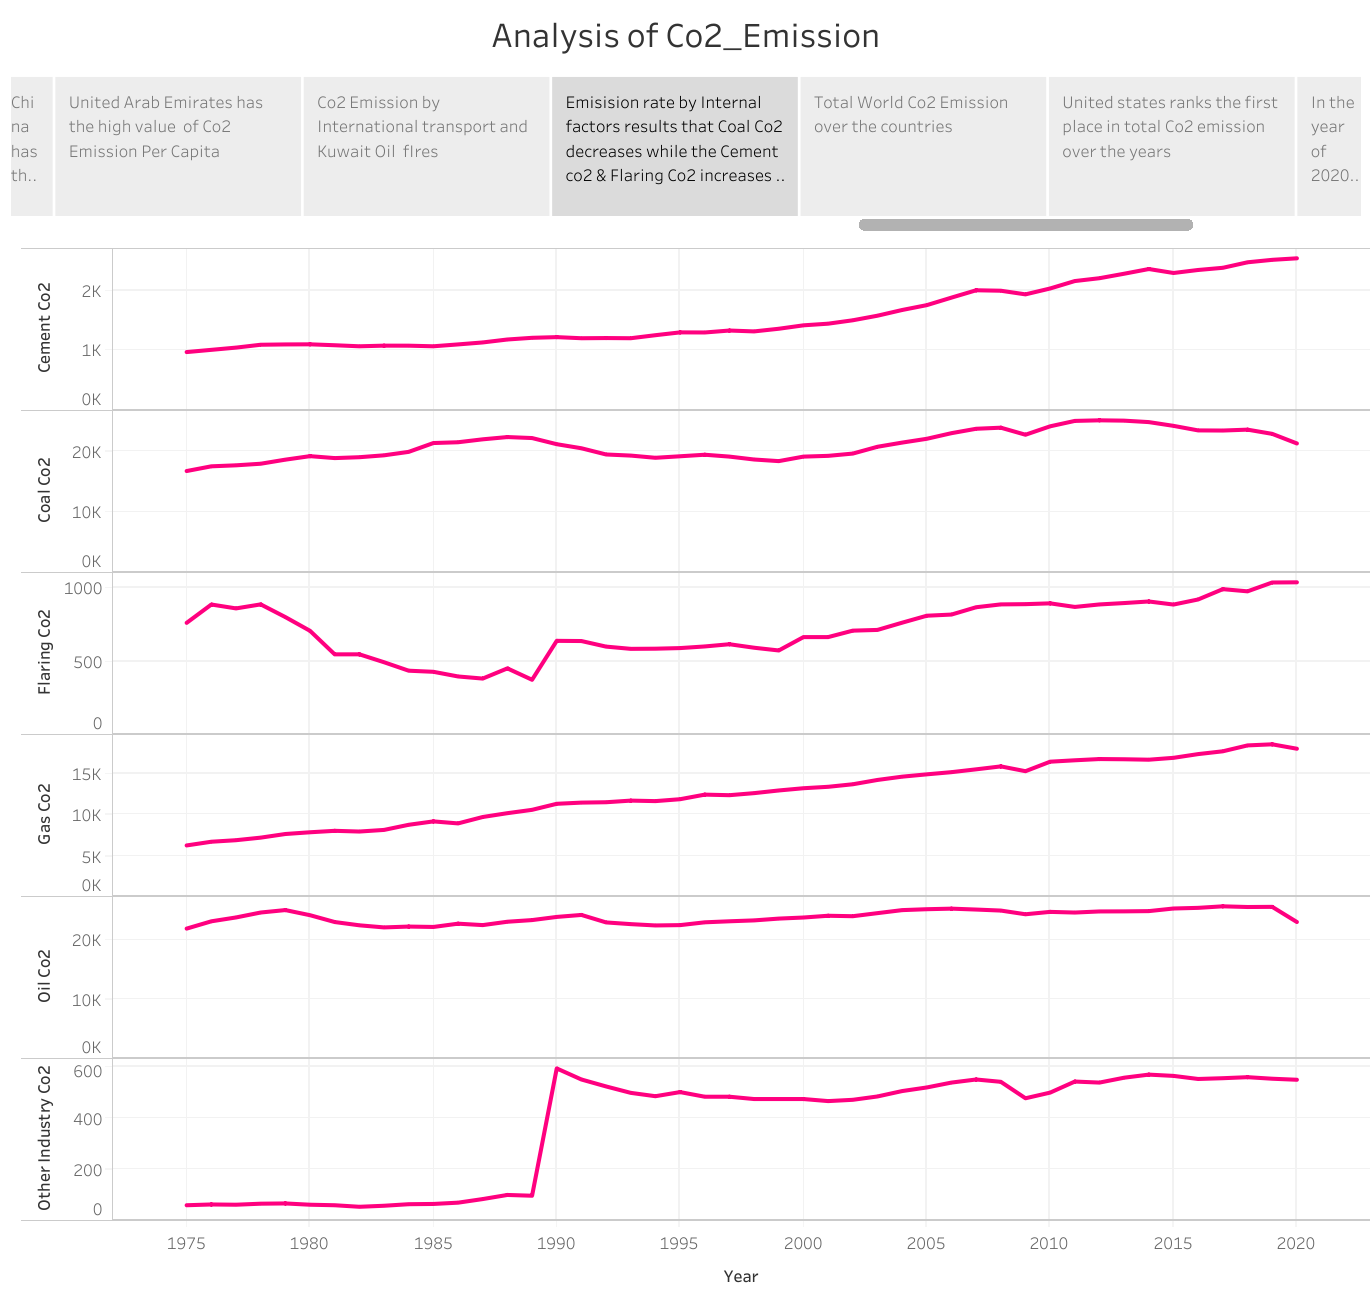 Analysis of Co2_Emission
Chi
na
has
th..
United Arab Emirates has
the high value  of Co2
Emission Per Capita
Co2 Emission by
International transport and
Kuwait Oil  fIres
Emisision rate by Internal
factors results that Coal Co2
decreases while the Cement
co2 & Flaring Co2 increases ..
Total World Co2 Emission
over the countries
United states ranks the first
place in total Co2 emission
over the years
In the
year
of
2020..
Cement Co2
2K
1K
0K
Coal Co2
20K
10K
0K
Flaring Co2
1000
500
0
Gas Co2
15K
10K
5K
0K
Oil Co2
20K
10K
0K
Other Industry Co2
600
400
200
0
1975 1980 1985 1990 1995 2000 2005 2010 2015 2020
Year